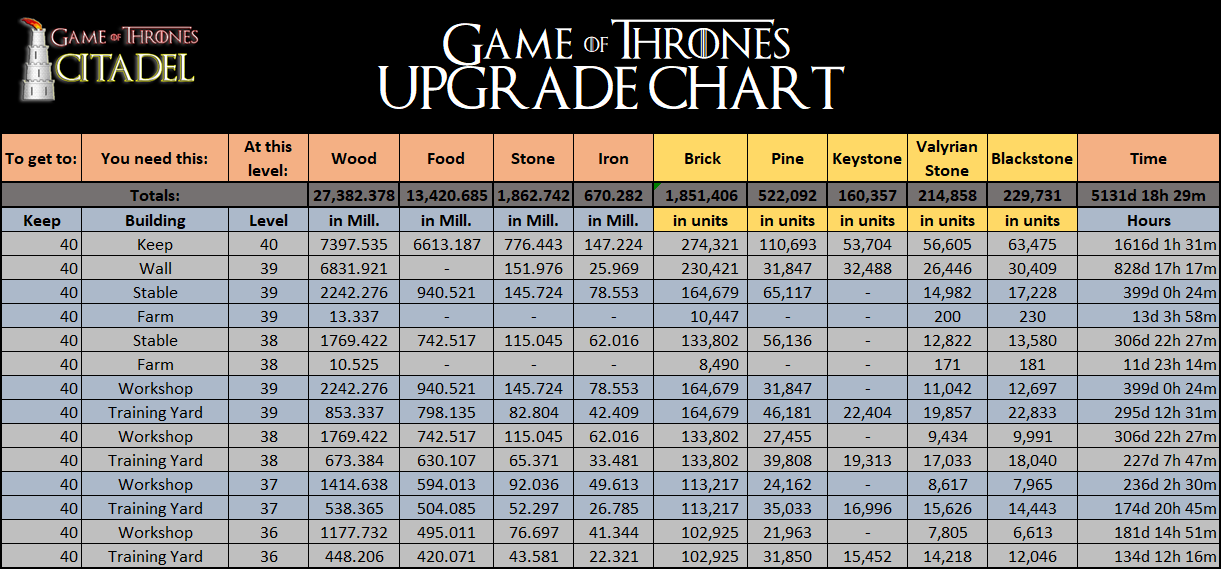 GAME OF THRONES
CITADEL
GAME OF THRONES
UPGRADE CHART
To get to: You need this: At this level: Wood Food Stone Iron Brick Pine Keystone Valyrian Stone Blackstone Time
Totals: 27,382.378 13,420.685 1,862.742 670.282 1,851,406 522,092 160,357 214,858 229,731 5131d 18h 29m
Keep Building Level in Mill. in Mill. in Mill. in Mill. in units in units in units in units in units Hours
40 Keep 40 7397.535 6613.187 776.443 147.224 274,321 110,693 53,704 56,605 63,475 1616d 1h 31m
40 Wall 39 6831.921 - 151.976 25.969 230,421 31,847 32,488 26,446 30,409 828d 17h 17m
40 Stable 39 2242.276 940.521 145.724 78.553 164,679 65,117 - 14,982 17,228 399d 0h 24m
40 Farm 39 13.337 - - - 10,447 - - 200 230 13d 3h 58m
40 Stable 38 1769.422 742.517 115.045 62.016 133,802 56,136 - 12,822 13,580 306d 22h 27m
40 Farm 38 10.525 - - - 8,490 - - 171 181 11d 23h 14m
40 Workshop 39 2242.276 940.521 145.724 78.553 164,679 31,847 - 11,042 12,697 399d 0h 24m
40 Training Yard 39 853.337 798.135 82.804 42.409 164,679 46,181 22,404 19,857 22,833 295d 12h 31m
40 Workshop 38 1769.422 742.517 115.045 62.016 133,802 27,455 - 9,434 9,991 306d 22h 27m
40 Training Yard 38 673.384 630.107 65.371 33.481 133,802 39,808 19,313 17,033 18,040 227d 7h 47m
40 Workshop 37 1414.638 594.013 92.036 49.613 113,217 24,162 - 8,617 7,965 236d 2h 30m
40 Training Yard 37 538.365 504.085 52.297 26.785 113,217 35,033 16,996 15,626 14,443 174d 20h 45m
40 Workshop 36 1177.732 495.011 76.697 41.344 102,925 21,963 - 7,805 6,613 181d 14h 51m
40 Training Yard 36 448.206 420.071 43.581 22.321 102,925 31,850 15,452 14,218 12,046 134d 12h 16m